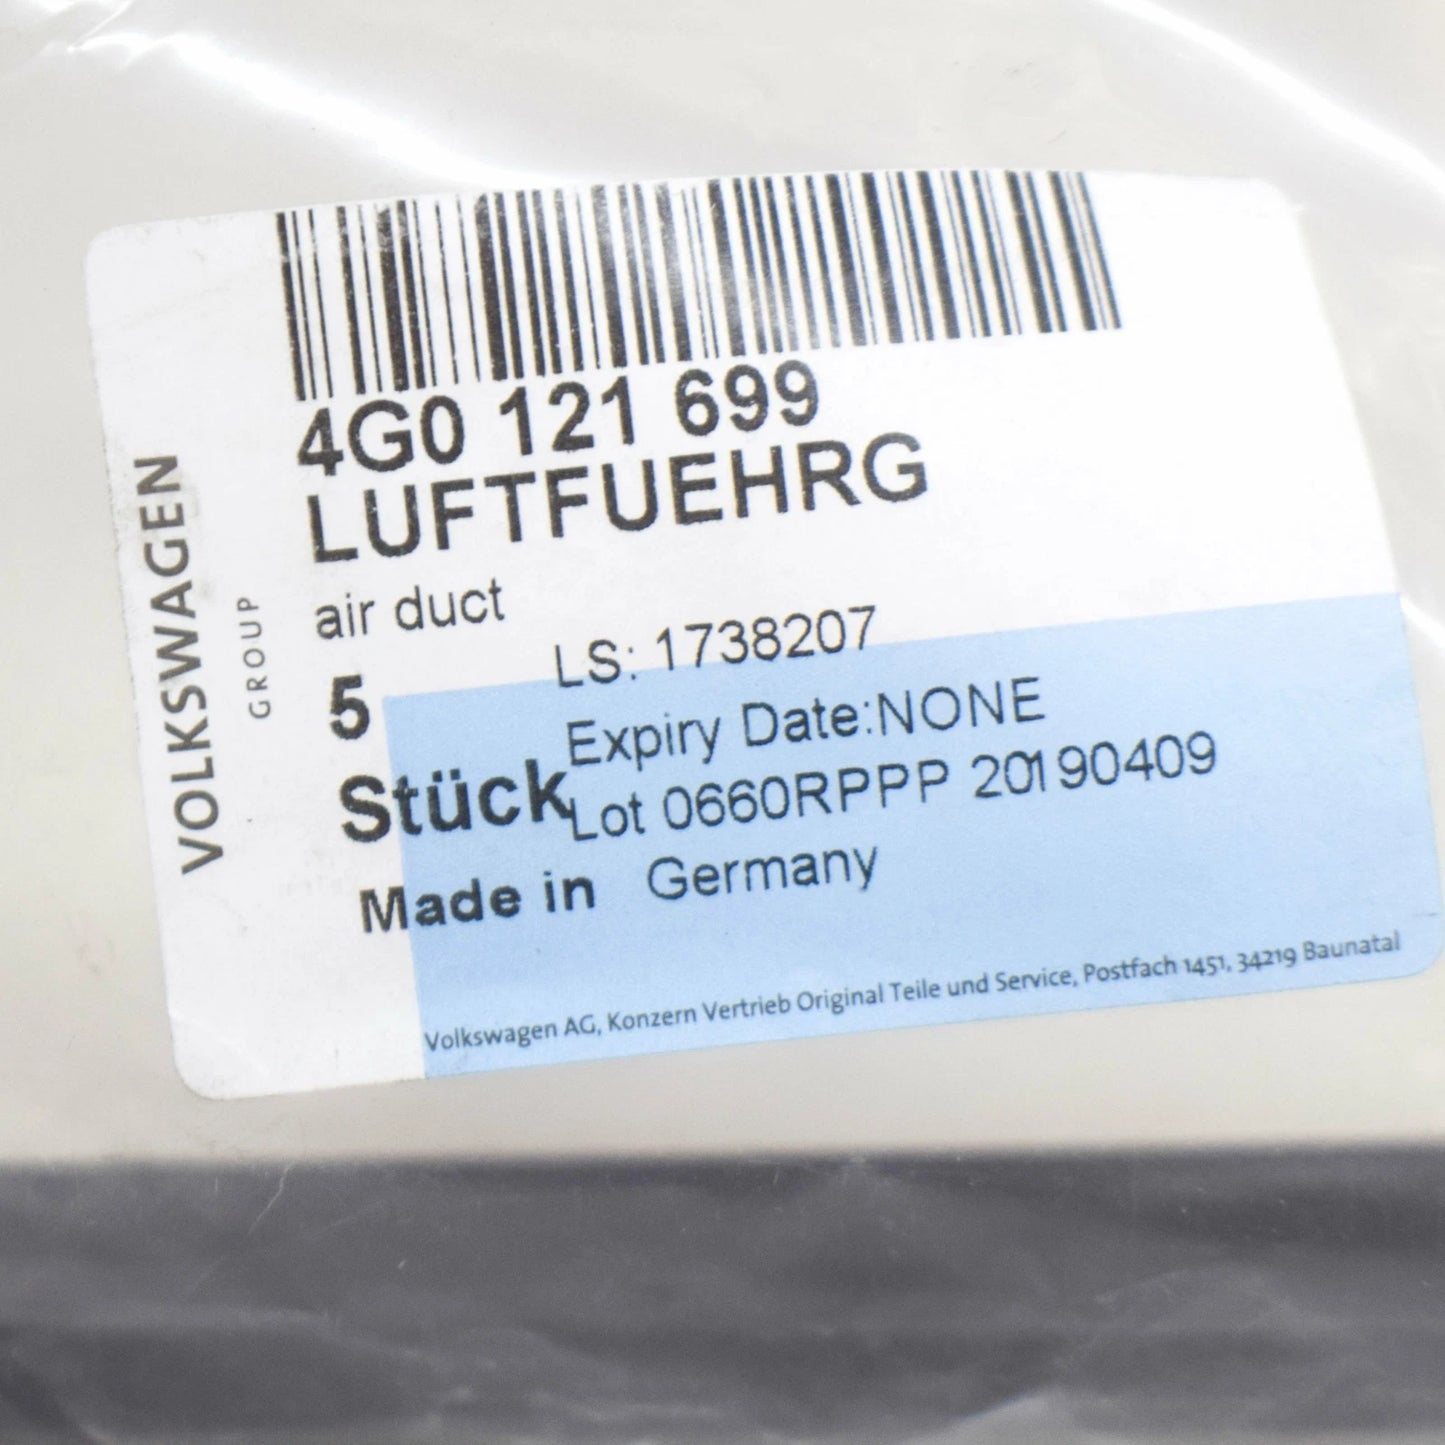 VOLKSWAGEN
GROUP
4G0 121 699
LUFTFUEHRG
air duct
LS: 1738207
5
Expiry Date:NONE
Stück
Lot 0660RPPP 20190409
Made in Germany
Volkswagen AG, Konzern Vertrieb Original Teile und Service, Postfach 1451, 34219 Baunatal